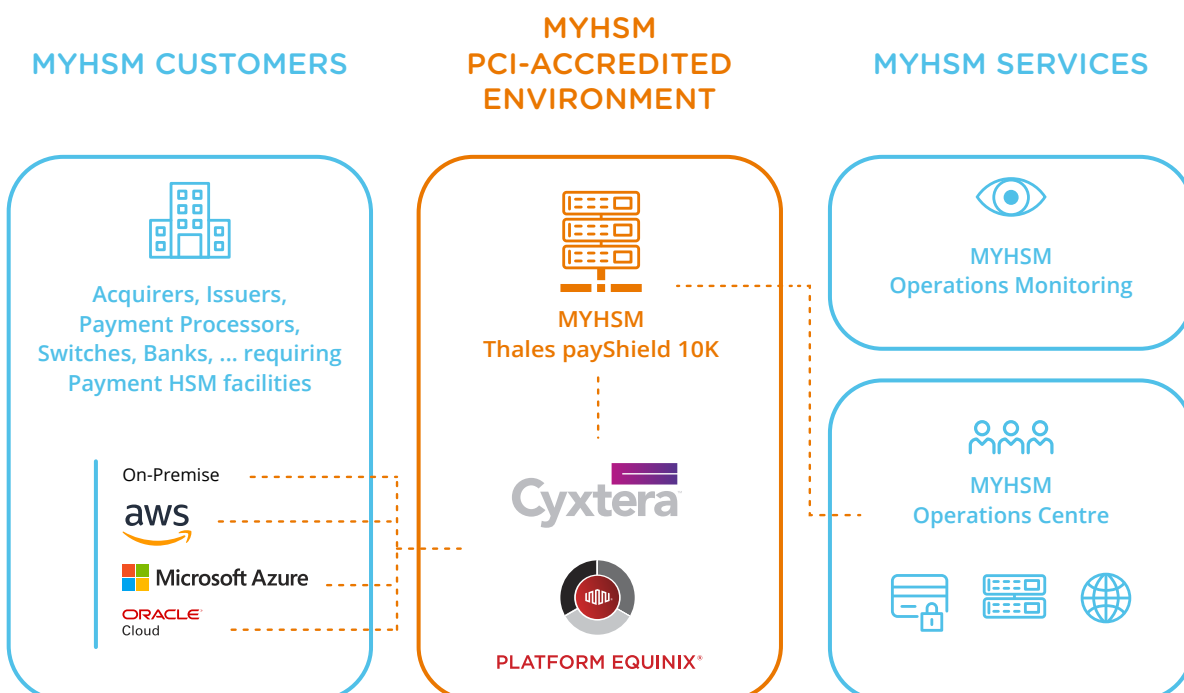 MYHSM CUSTOMERS
MYHSM
PCI-ACCREDITED
ENVIRONMENT
MYHSM SERVICES
Acquirers, Issuers,
Payment Processors,
Switches, Banks, ... requiring
Payment HSM facilities
On-Premise
aws
Microsoft Azure
ORACLE
Cloud
MYHSM
Thales payShield 10K
Cyxtera
PLATFORM EQUINIX®
MYHSM
Operations Monitoring
MYHSM
Operations Centre